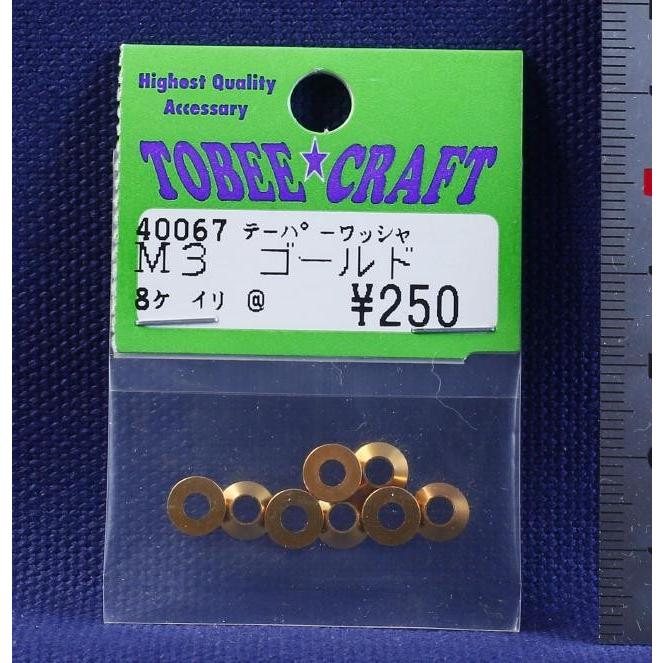 Highest Quality
Accessary
TOBEE★CRAFT
40067 テーパーワッシャ
M3 ゴールド
8ケ イリ @ ¥250